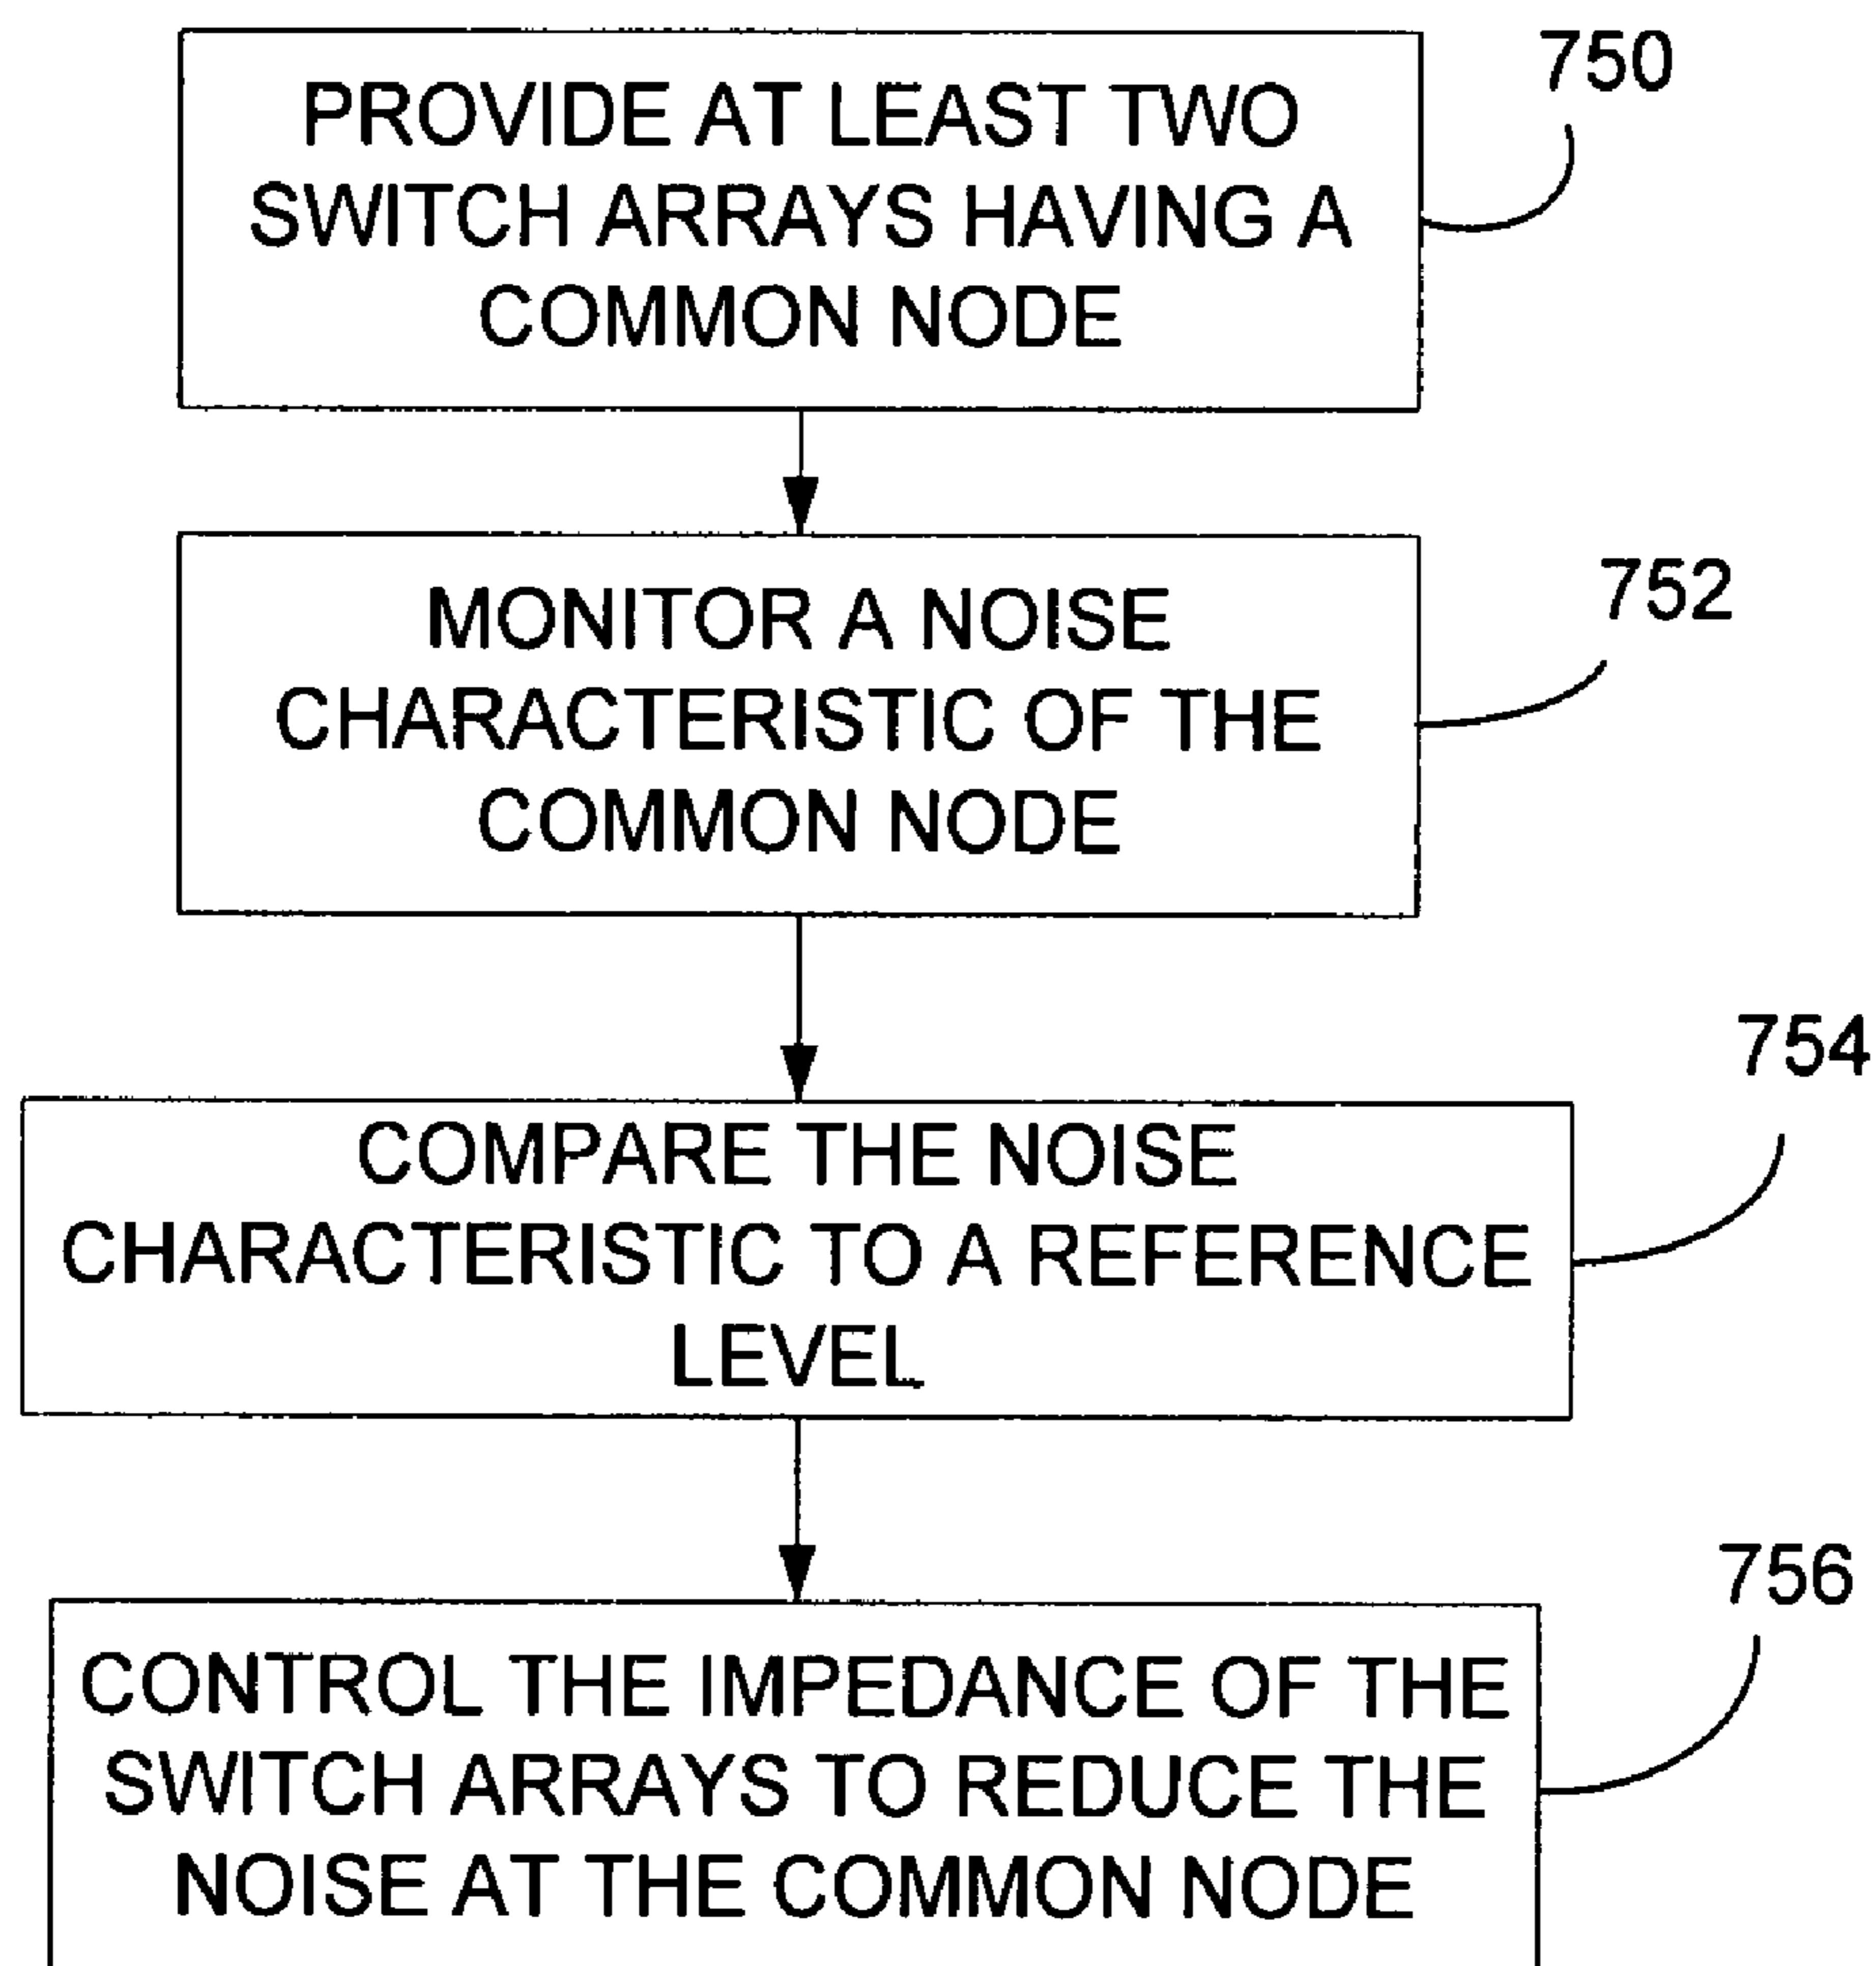 750
PROVIDE AT LEAST TWO
SWITCH ARRAYS HAVING A
COMMON NODE
752
MONITOR A NOISE
CHARACTERISTIC OF THE
COMMON NODE
754
COMPARE THE NOISE
CHARACTERISTIC TO A REFERENCE
LEVEL
756
CONTROL THE IMPEDANCE OF THE
SWITCH ARRAYS TO REDUCE THE
NOISE AT THE COMMON NODE